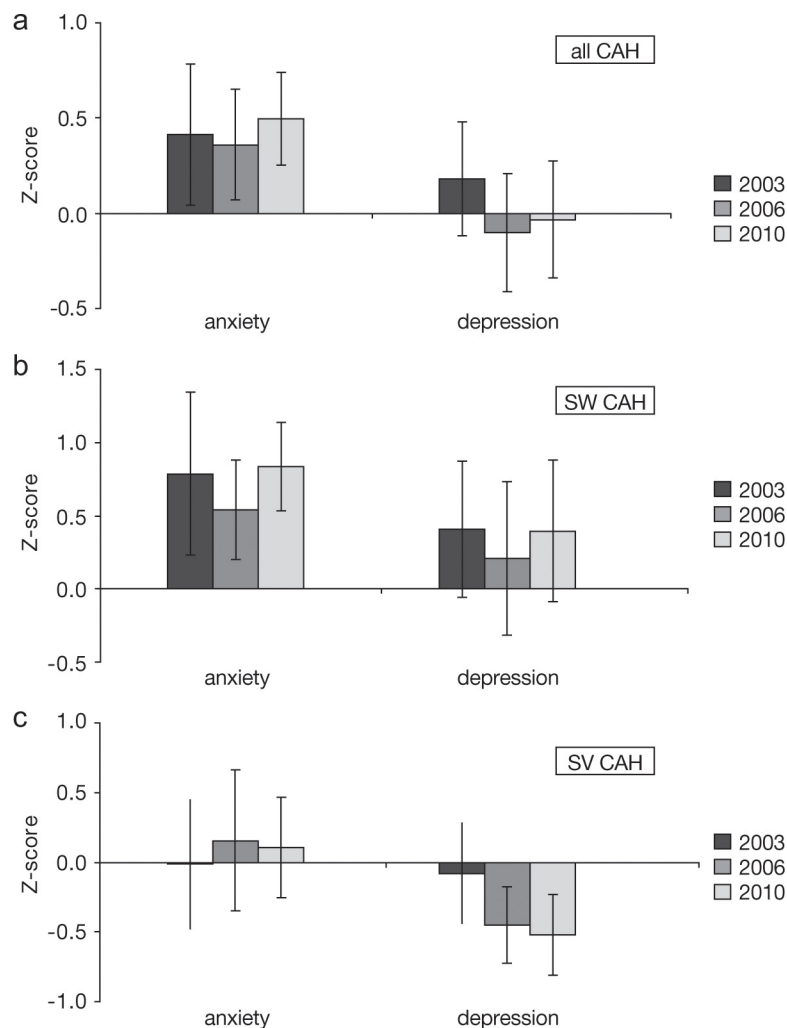 a
1.0
all CAH
0.5
Z-score
0.0
-0.5
anxiety
depression
2003
2006
2010
b
1.5
SW CAH
1.0
Z-score
0.5
0.0
-0.5
anxiety
depression
2003
2006
2010
c
1.0
SV CAH
0.5
Z-score
0.0
-0.5
-1.0
anxiety
depression
2003
2006
2010